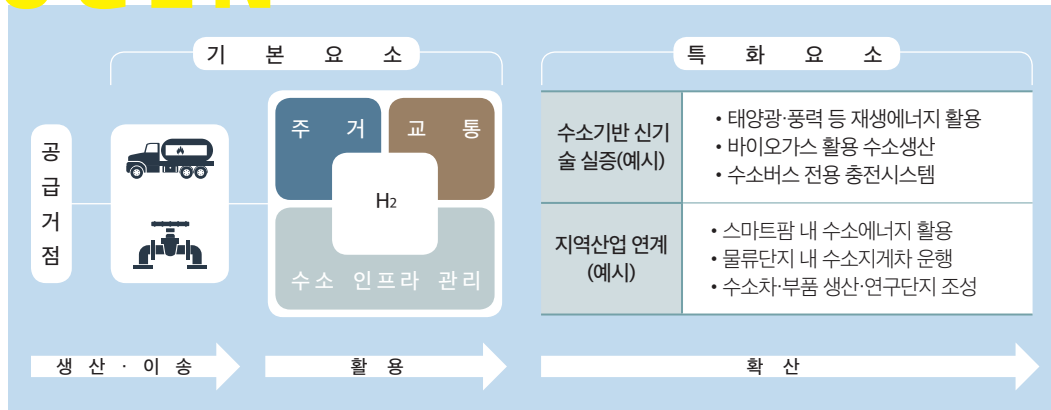 기 본 요 소
특 화 요 소
공
급
거
점
주 거
교 통
H2
수소 인프라 관리
수소기반 신기
술 실증(예시)
• 태양광·풍력 등 재생에너지 활용
• 바이오가스 활용 수소생산
• 수소버스 전용 충전시스템
지역산업 연계
(예시)
• 스마트팜 내 수소에너지 활용
• 물류단지 내 수소지게차 운행
• 수소차·부품 생산·연구단지 조성
생 산 · 이 송
활 용
확 산